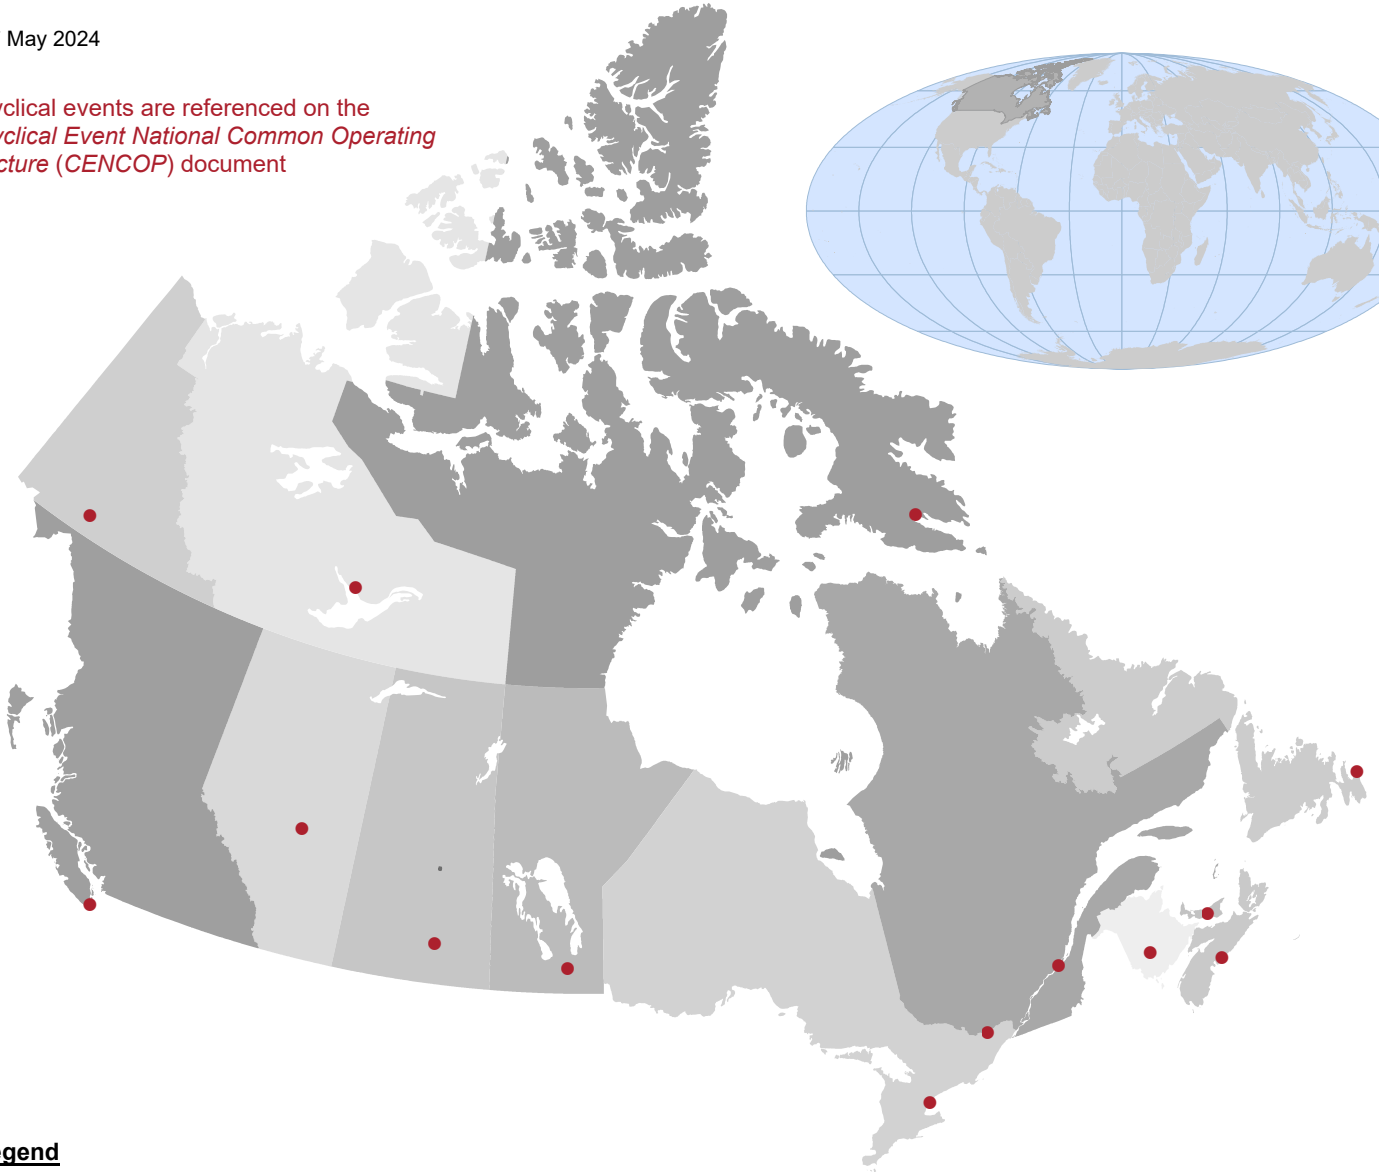 May 2024
yclical events are referenced on the
yclical Event National Common Operating
cture (CENCOP) document
egend